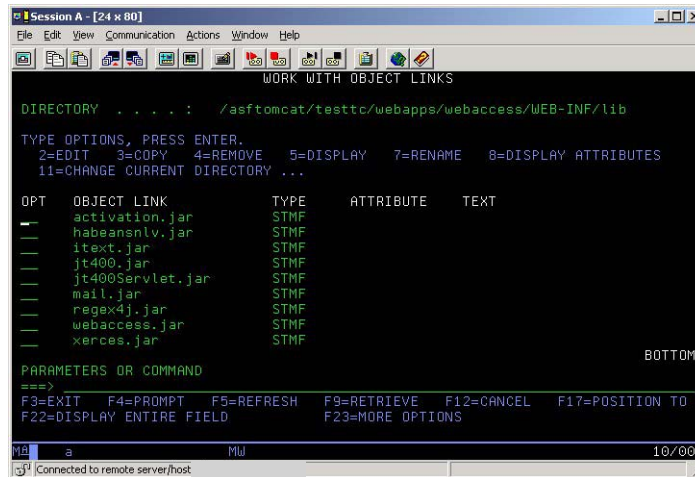 Session A - [24 x 80]
File Edit View Communication Actions Window Help
WORK WITH OBJECT LINKS
DIRECTORY . . . . : /asftomcat/testtc/webapps/webaccess/WEB-INF/lib
TYPE OPTIONS, PRESS ENTER.
2=EDIT 3=COPY 4=REMOVE 5=DISPLAY 7=RENAME 8=DISPLAY ATTRIBUTES
11=CHANGE CURRENT DIRECTORY ...
OPT OBJECT LINK TYPE ATTRIBUTE TEXT
activation.jar STMF
habeansnlv.jar STMF
itext.jar STMF
jt400.jar STMF
jt400Servlet.jar STMF
mail.jar STMF
regex4j.jar STMF
webaccess.jar STMF
xerces.jar STMF
BOTTOM
PARAMETERS OR COMMAND
===>
F3=EXIT F4=PROMPT F5=REFRESH F9=RETRIEVE F12=CANCEL F17=POSITION TO
F22=DISPLAY ENTIRE FIELD F23=MORE OPTIONS
MA a MW 10/00
Connected to remote server/host